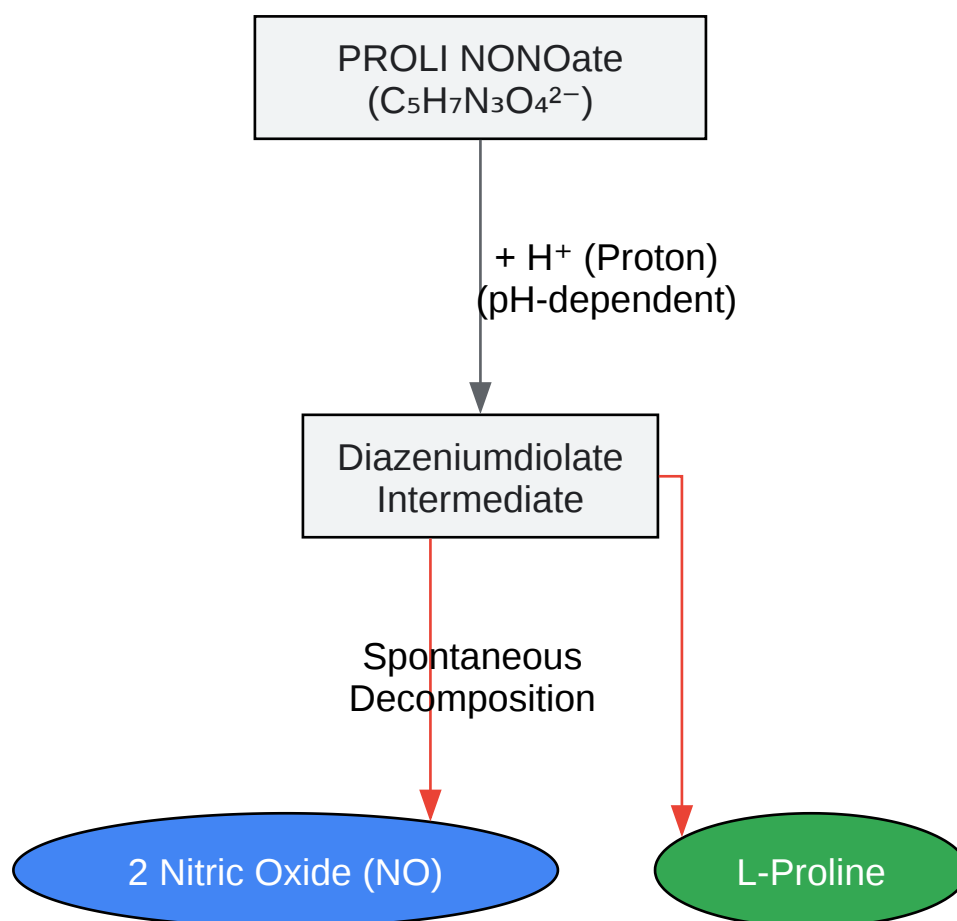 PROLI NONOate
(C₅H₇N₃O₄²⁻)
+ H⁺ (Proton)
(pH-dependent)
Diazeniumdiolate
Intermediate
Spontaneous
Decomposition
2 Nitric Oxide (NO)
L-Proline